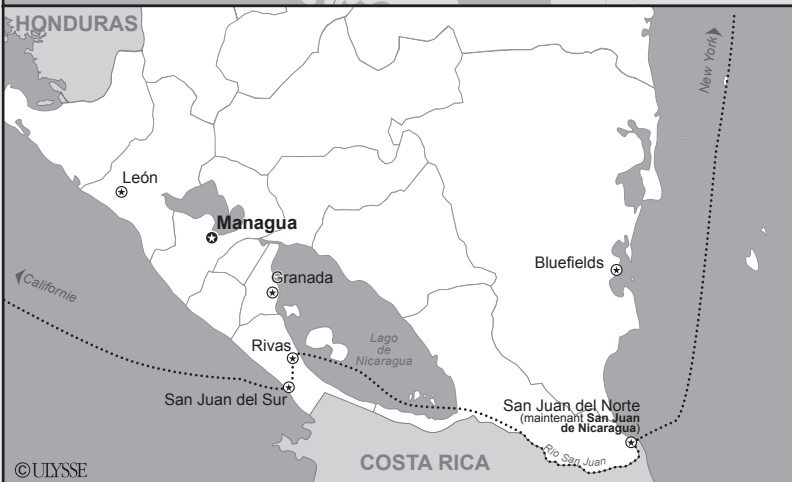 HONDURAS
New York
León
Managua
Bluefields
Californie
Granada
Rivas
Lago
de
Nicaragua
San Juan del Sur
San Juan del Norte
(maintenant San Juan
de Nicaragua)
Río San Juan
COSTA RICA
©ULYSSE